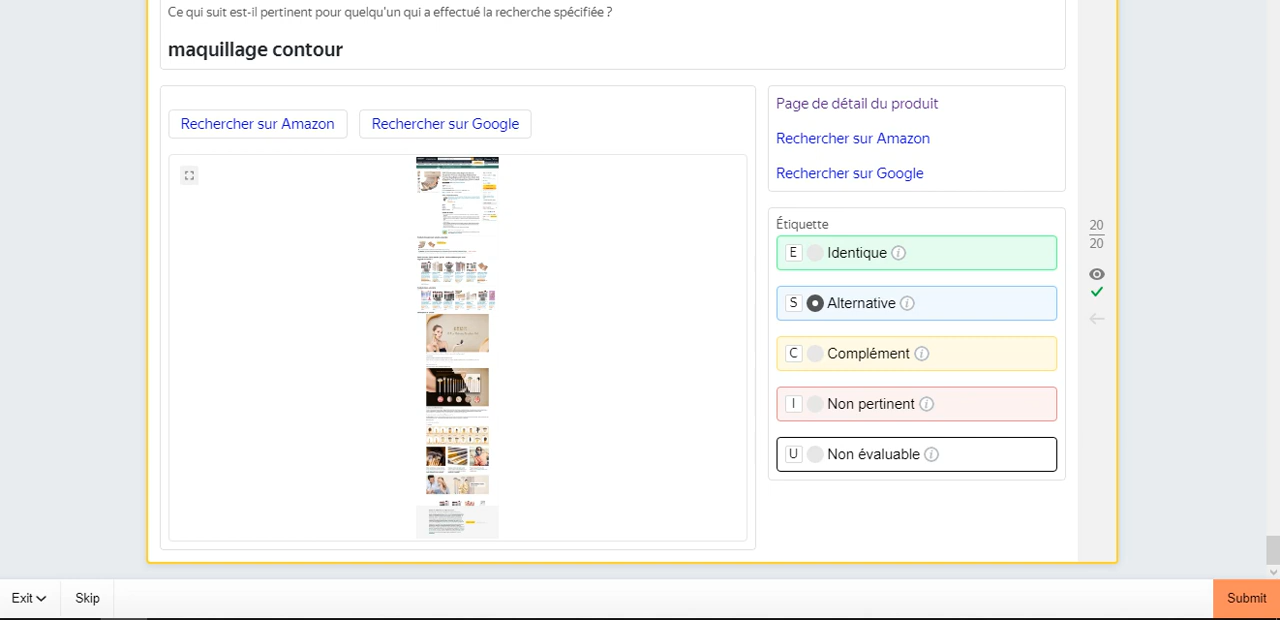 Ce qui suit est-il pertinent pour quelqu'un qui a effectué la recherche spécifiée ?
maquillage contour
Rechercher sur Amazon
Rechercher sur Google
Page de détail du produit
Rechercher sur Amazon
Rechercher sur Google
Étiquette
E Identique
S Alternative
C Complément
I Non pertinent
U Non évaluable
20
20
Exit
Skip
Submit